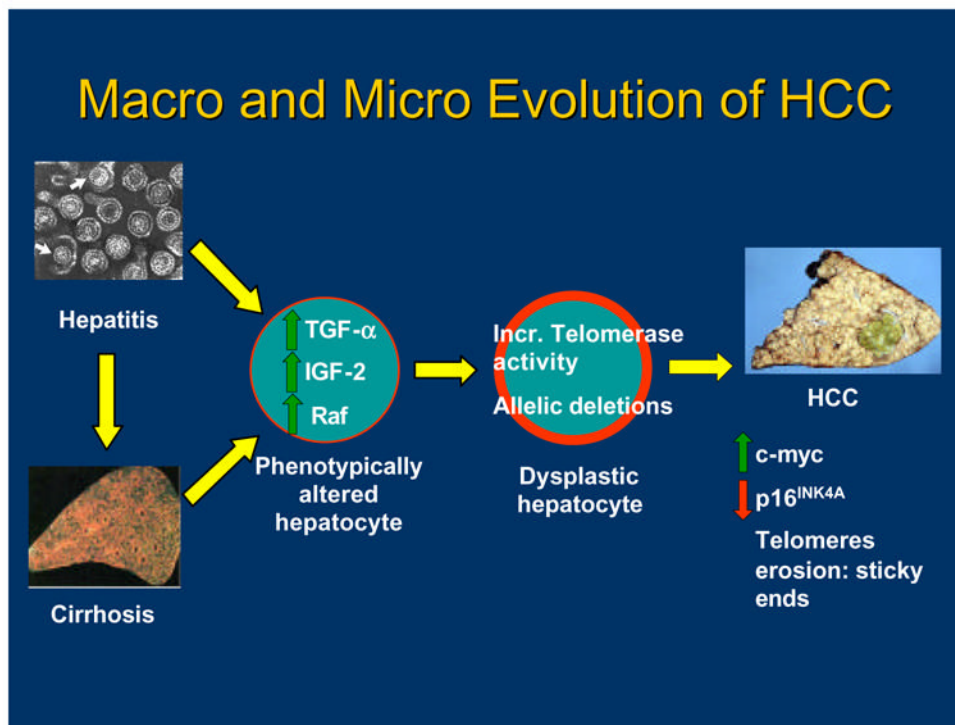 Macro and Micro Evolution of HCC
Hepatitis
Cirrhosis
TGF-α
IGF-2
Raf
Phenotypically
altered
hepatocyte
Incr. Telomerase
activity
Allelic deletions
Dysplastic
hepatocyte
HCC
c-myc
p16INK4A
Telomeres
erosion: sticky
ends